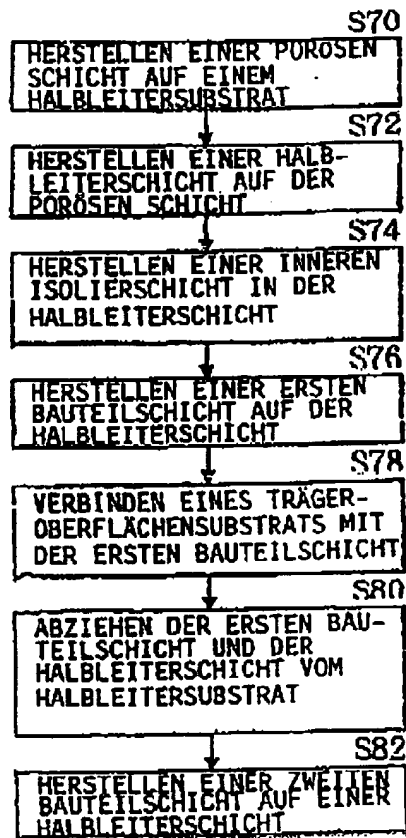 S70
HERSTELLEN EINER PORÖSEN
SCHICHT AUF EINEM
HALBLEITERSUBSTRAT
S72
HERSTELLEN EINER HALB-
LEITERSCHICHT AUF DER
PORÖSEN SCHICHT
S74
HERSTELLEN EINER INNEREN
ISOLIERSCHICHT IN DER
HALBLEITERSCHICHT
S76
HERSTELLEN EINER ERSTEN
BAUTEILSCHICHT AUF DER
HALBLEITERSCHICHT
S78
VERBINDEN EINES TRÄGER-
OBERFLÄCHENSUBSTRATS MIT
DER ERSTEN BAUTEILSCHICHT
S80
ABZIEHEN DER ERSTEN BAU-
TEILSCHICHT UND DER
HALBLEITERSCHICHT VOM
HALBLEITERSUBSTRAT
S82
HERSTELLEN EINER ZWEITEN
BAUTEILSCHICHT AUF EINER
HALBLEITERSCHICHT